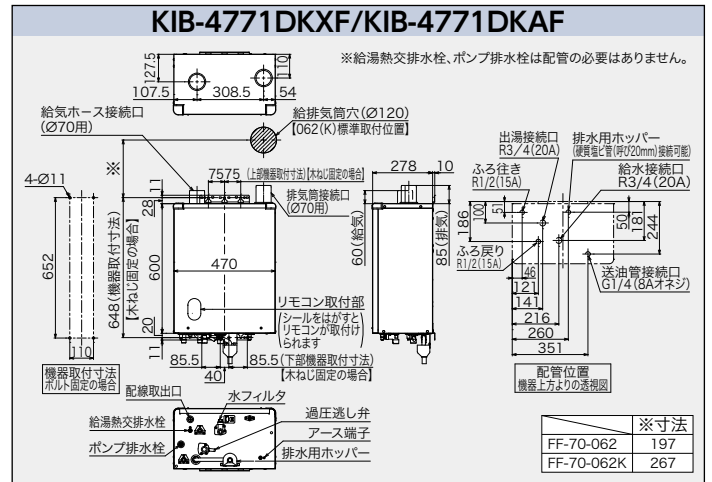 KIB-4771DKXF/KIB-4771DKAF
※給湯熱交排水栓、ポンプ排水栓は配管の必要はありません。
127.5
110
107.5
308.5
54
給気ホース接続口
(Ø70用)
給排気筒穴(Ø120)
【062(K)標準取付位置】
※
4-Ø11
652
110
機器取付寸法
ボルト固定の場合
648(機器取付寸法)
【木ねじ固定の場合】
11
28
600
20
11
7575
(上部機器取付寸法)【木ねじ固定の場合】
排気筒接続口
(Ø70用)
470
リモコン取付部
シールをはがすと
リモコンが取付け
られます
85.5
40
85.5(下部機器取付寸法)
【木ねじ固定の場合】
278
10
60(給気)
85(排気)
出湯接続口
R3/4(20A)
排水用ホッパー
(硬質塩ビ管(呼び20mm)接続可能)
ふろ往き
R1/2(15A)
給水接続口
R3/4(20A)
186
100
51
50
181
244
ふろ戻り
R1/2(15A)
46
121
141
216
260
351
送油管接続口
G1/4(8Aオネジ)
配管位置
機器上方よりの透視図
配線取出口
水フィルタ
給湯熱交排水栓
過圧逃し弁
アース端子
ポンプ排水栓
排水用ホッパー
※寸法
FF-70-062 197
FF-70-062K 267